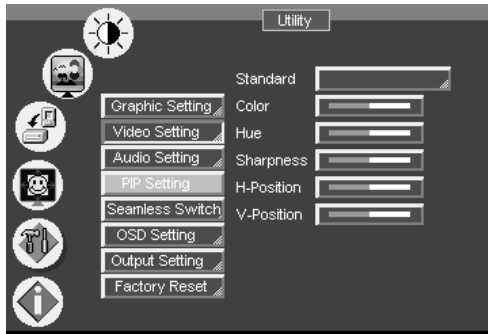 Utility
Standard
Graphic Setting
Color
Video Setting
Hue
Audio Setting
Sharpness
PIP Setting
H-Position
Seamless Switch
V-Position
OSD Setting
Output Setting
Factory Reset